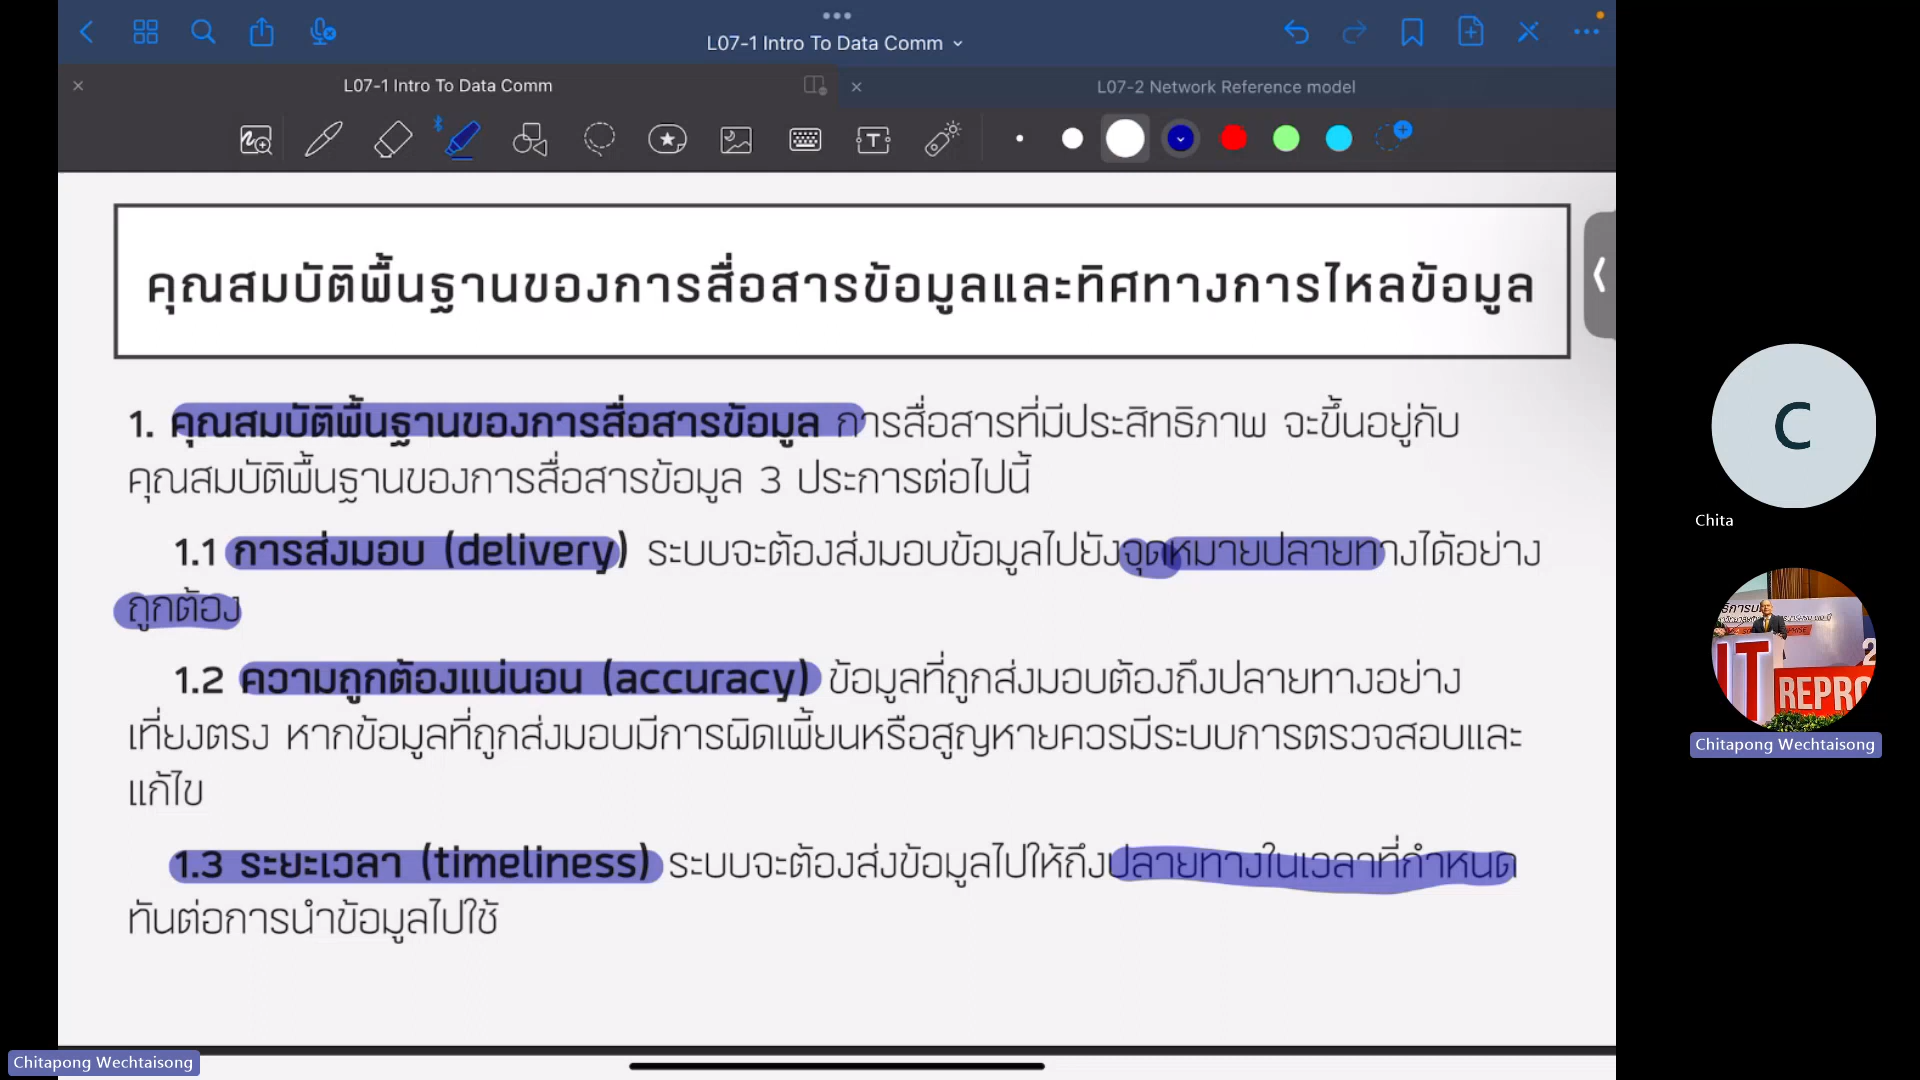 L07-1 Intro To Data Comm
L07-1 Intro To Data Comm
L07-2 Network Reference model
คุณสมบัติพื้นฐานของการสื่อสารข้อมูลและทิศทางการไหลข้อมูล
1. คุณสมบัติพื้นฐานของการสื่อสารข้อมูล การสื่อสารที่มีประสิทธิภาพ จะขึ้นอยู่กับ
คุณสมบัติพื้นฐานของการสื่อสารข้อมูล 3 ประการต่อไปนี้
1.1 การส่งมอบ (delivery) ระบบจะต้องส่งมอบข้อมูลไปยังจุดหมายปลายทางได้อย่าง
ถูกต้อง
1.2 ความถูกต้องแน่นอน (accuracy) ข้อมูลที่ถูกส่งมอบต้องถึงปลายทางอย่าง
เที่ยงตรง หากข้อมูลที่ถูกส่งมอบมีการผิดเพี้ยนหรือสูญหายควรมีระบบการตรวจสอบและ
แก้ไข
1.3 ระยะเวลา (timeliness) ระบบจะต้องส่งข้อมูลไปให้ถึงปลายทางในเวลาที่กำหนด
ทันต่อการนำข้อมูลไปใช้
C
Chita
IT
REPRO
Chitapong Wechtaisong
Chitapong Wechtaisong